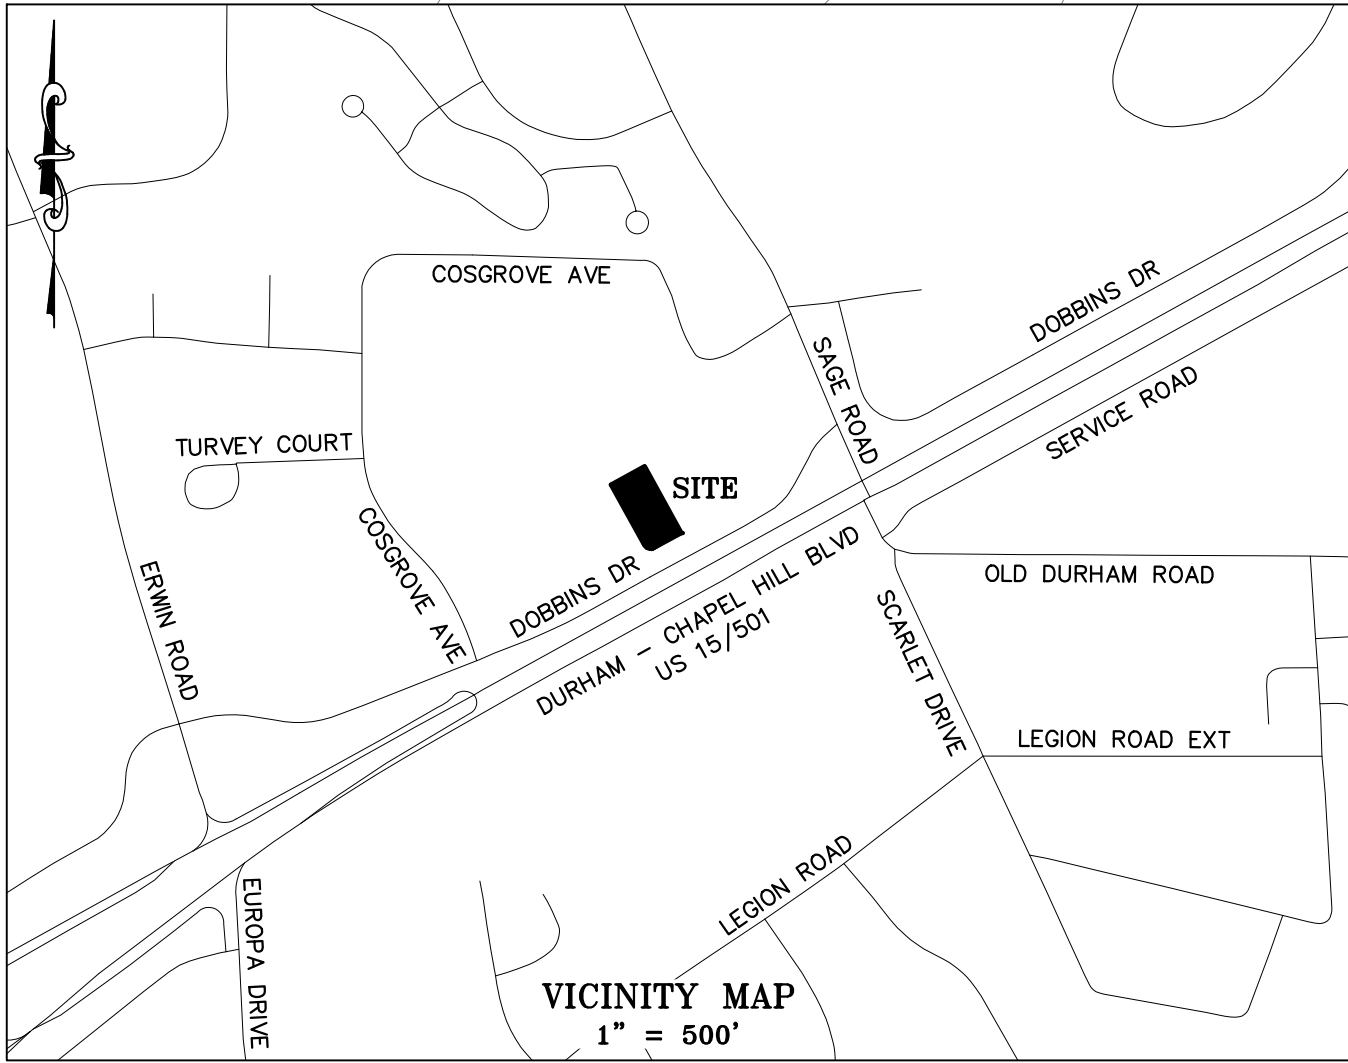 COSGROVE AVE
DOBBINS DR
SAGE ROAD
SERVICE ROAD
TURVEY COURT
SITE
COSGROVE AVE
DOBBINS DR
DURHAM – CHAPEL HILL BLVD
US 15/501
OLD DURHAM ROAD
ERWIN ROAD
SCARLET DRIVE
LEGION ROAD EXT
LEGION ROAD
EUROPA DRIVE
VICINITY MAP
1" = 500'